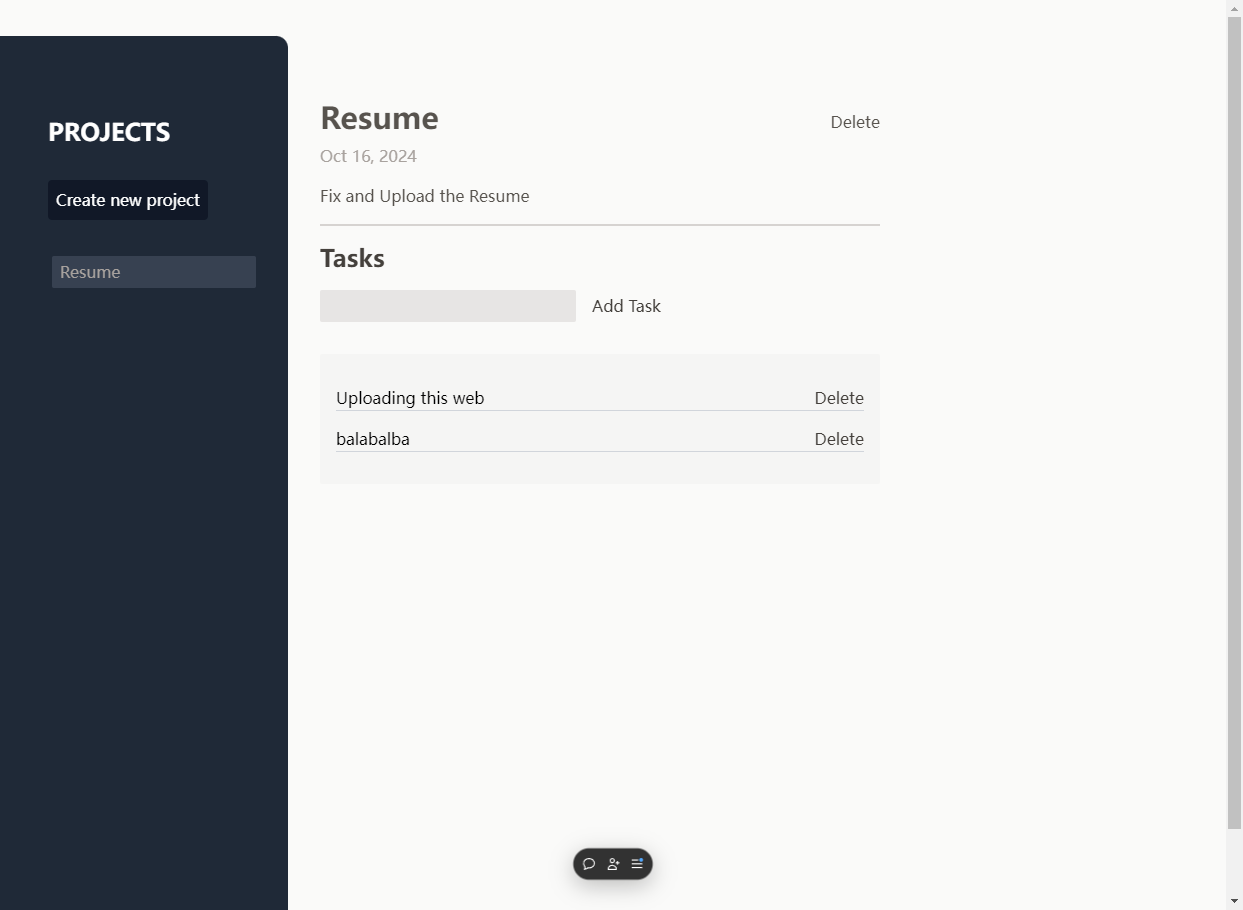 PROJECTS
Create new project
Resume
Resume
Delete
Oct 16, 2024
Fix and Upload the Resume
Tasks
Add Task
Uploading this web
Delete
balabalba
Delete